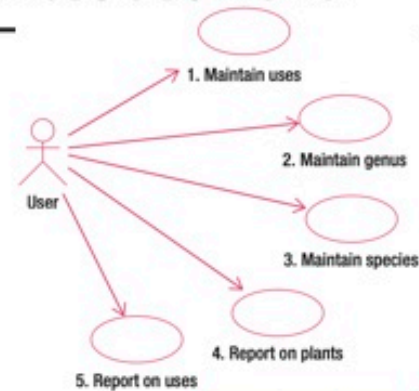 1. Maintain uses
2. Maintain genus
User
3. Maintain species
4. Report on plants
5. Report on uses